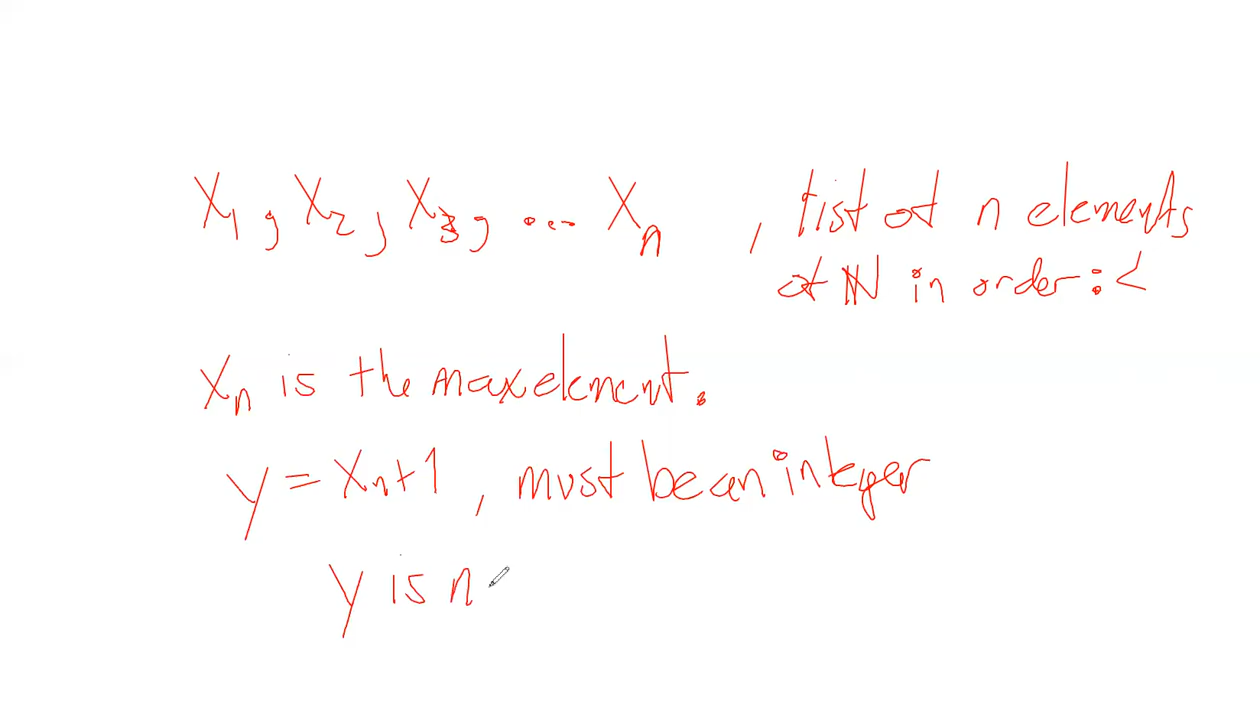 x₁, x₂, x₃, ... xₙ , list of n elements
of ℕ in order: <
xₙ is the max element.
y = xₙ+1 , must be an integer
y is n